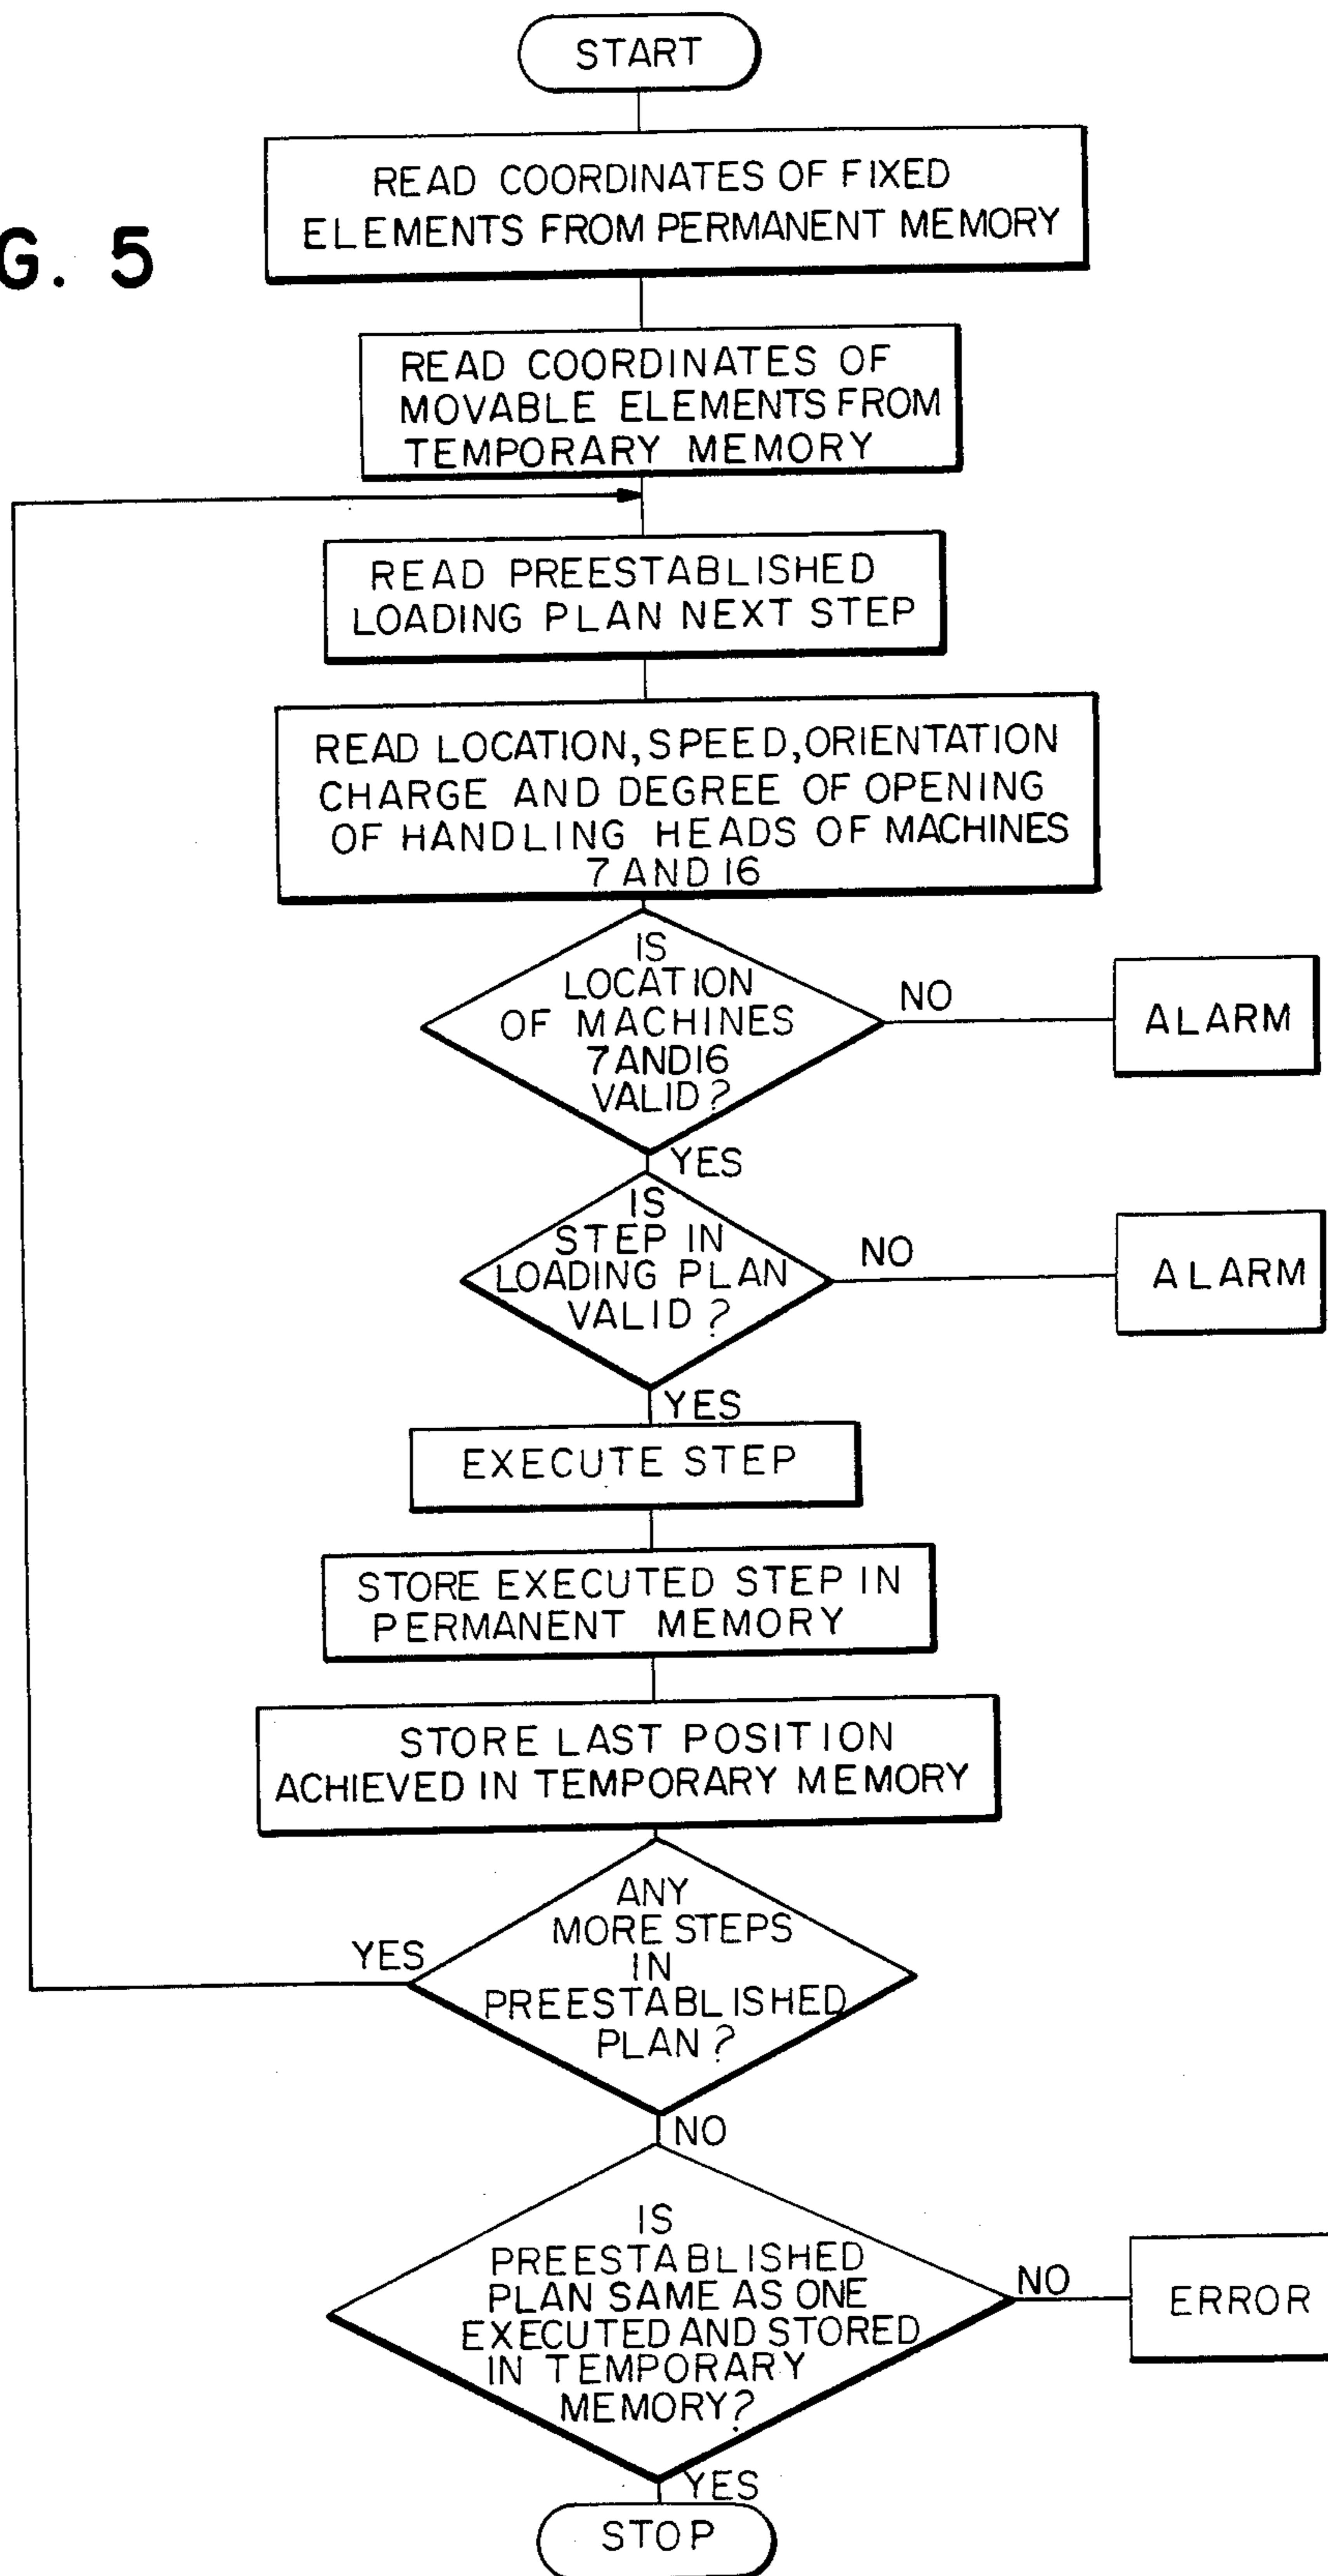 START
READ COORDINATES OF FIXED
ELEMENTS FROM PERMANENT MEMORY
G. 5
READ COORDINATES OF
MOVABLE ELEMENTS FROM
TEMPORARY MEMORY
READ PREESTABLISHED
LOADING PLAN NEXT STEP
READ LOCATION, SPEED, ORIENTATION
CHARGE AND DEGREE OF OPENING
OF HANDLING HEADS OF MACHINES
7 AND 16
IS
LOCATION
OF MACHINES
7 AND 16
VALID?
NO
ALARM
YES
IS
STEP IN
LOADING PLAN
VALID?
NO
ALARM
YES
EXECUTE STEP
STORE EXECUTED STEP IN
PERMANENT MEMORY
STORE LAST POSITION
ACHIEVED IN TEMPORARY MEMORY
ANY
MORE STEPS
IN
PREESTABLISHED
PLAN?
YES
NO
IS
PREESTABLISHED
PLAN SAME AS ONE
EXECUTED AND STORED
IN TEMPORARY
MEMORY?
NO
ERROR
YES
STOP